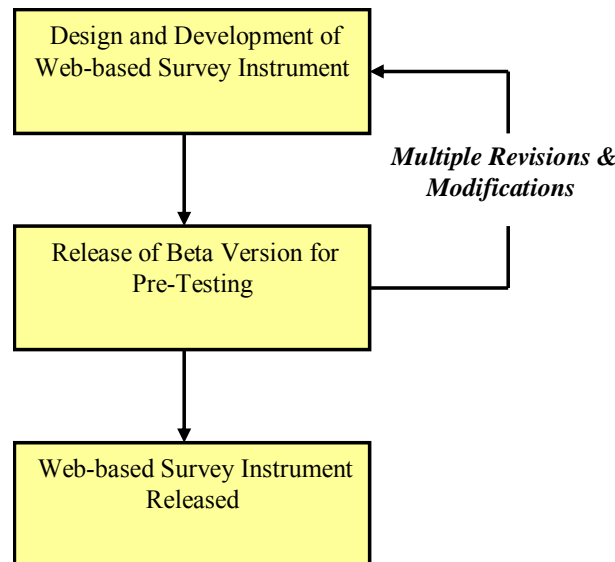 Design and Development of
Web-based Survey Instrument
Multiple Revisions &
Modifications
Release of Beta Version for
Pre-Testing
Web-based Survey Instrument
Released